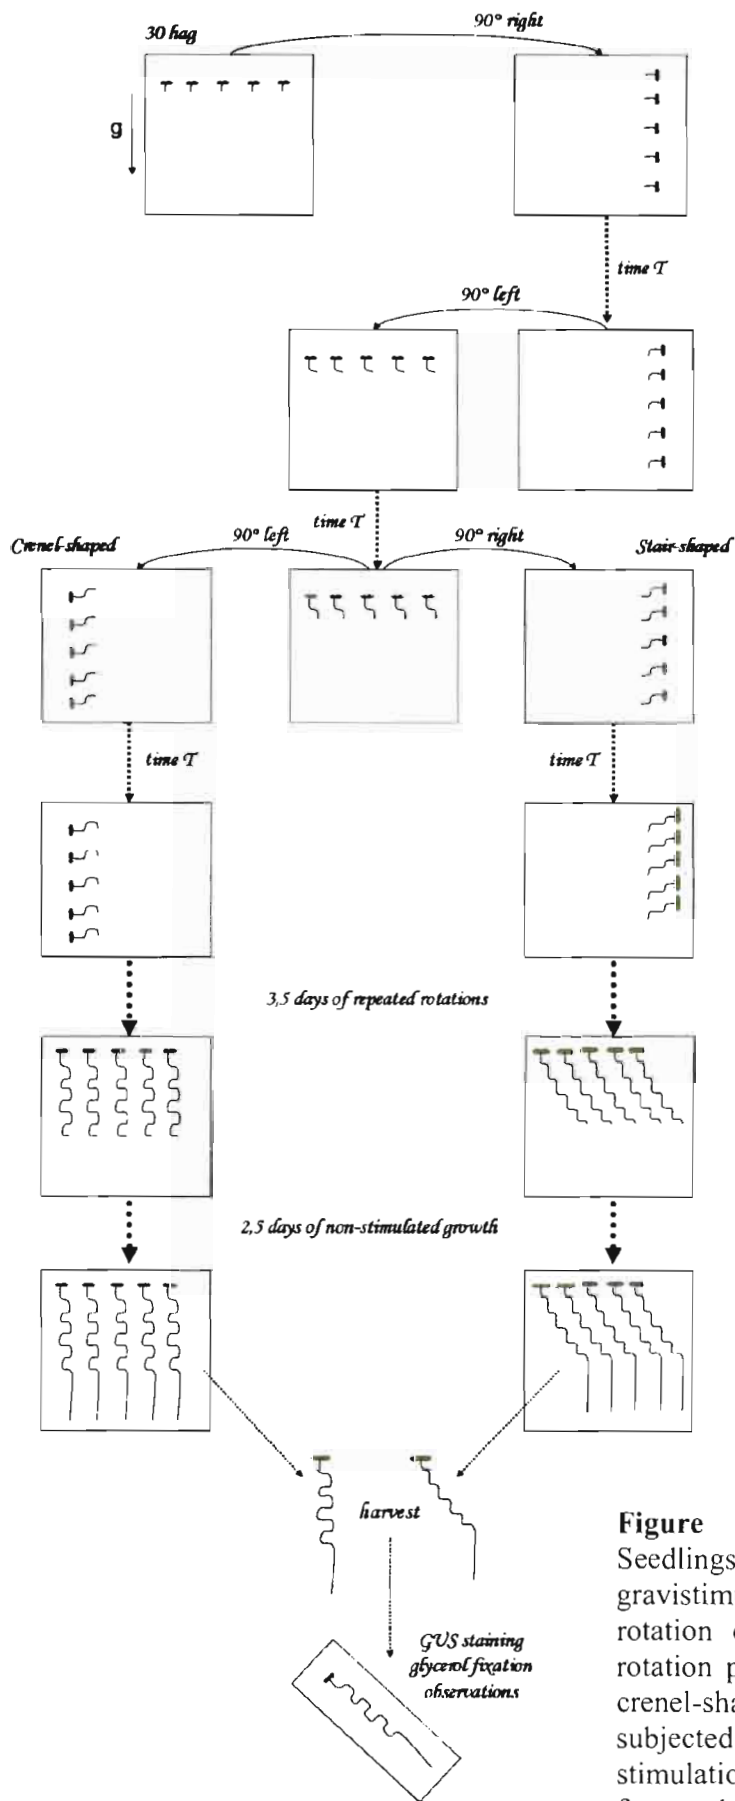 30 hag
90° right
g
time T
90° left
time T
Crenel-shaped
90° left
90° right
Stair-shaped
time T
time T
3,5 days of repeated rotations
2,5 days of non-stimulated growth
harvest
GUS staining
glycerol fixation
observations
Figure
Seedlings
gravistim
rotation
rotation p
crenel-sha
subjected
stimulatio